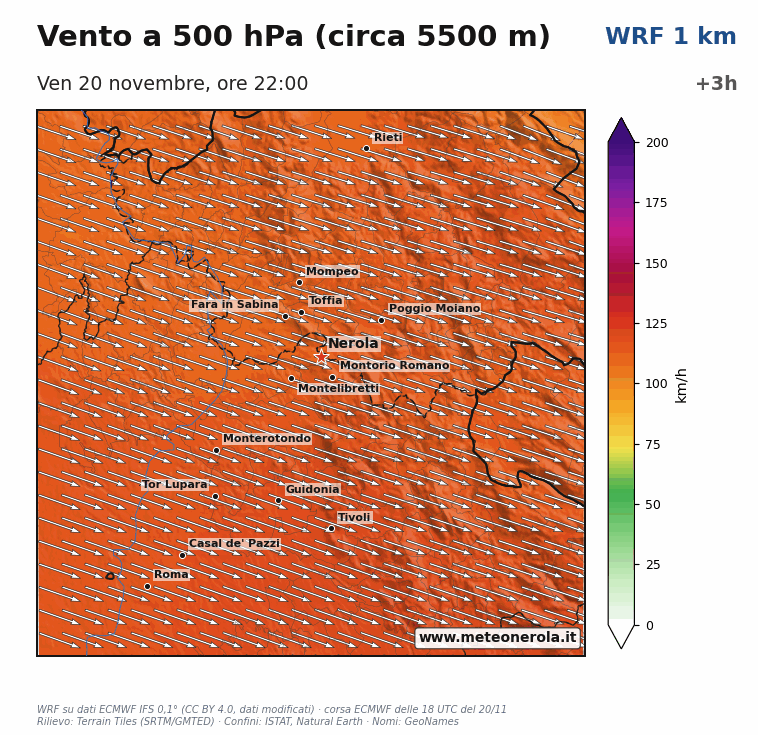 Vento a 500 hPa (circa 5500 m)
WRF 1 km
Ven 20 novembre, ore 22:00
+3h
Rieti
Mompeo
Fara in Sabina
Toffia
Poggio Moiano
Nerola
Montorio Romano
Montelibretti
Monterotondo
Tor Lupara
Guidonia
Tivoli
Casal de' Pazzi
Roma
www.meteonerola.it
200
175
150
125
100
75
50
25
0
km/h
WRF su dati ECMWF IFS 0,1° (CC BY 4.0, dati modificati) · corsa ECMWF delle 18 UTC del 20/11
Rilievo: Terrain Tiles (SRTM/GMTED) · Confini: ISTAT, Natural Earth · Nomi: GeoNames